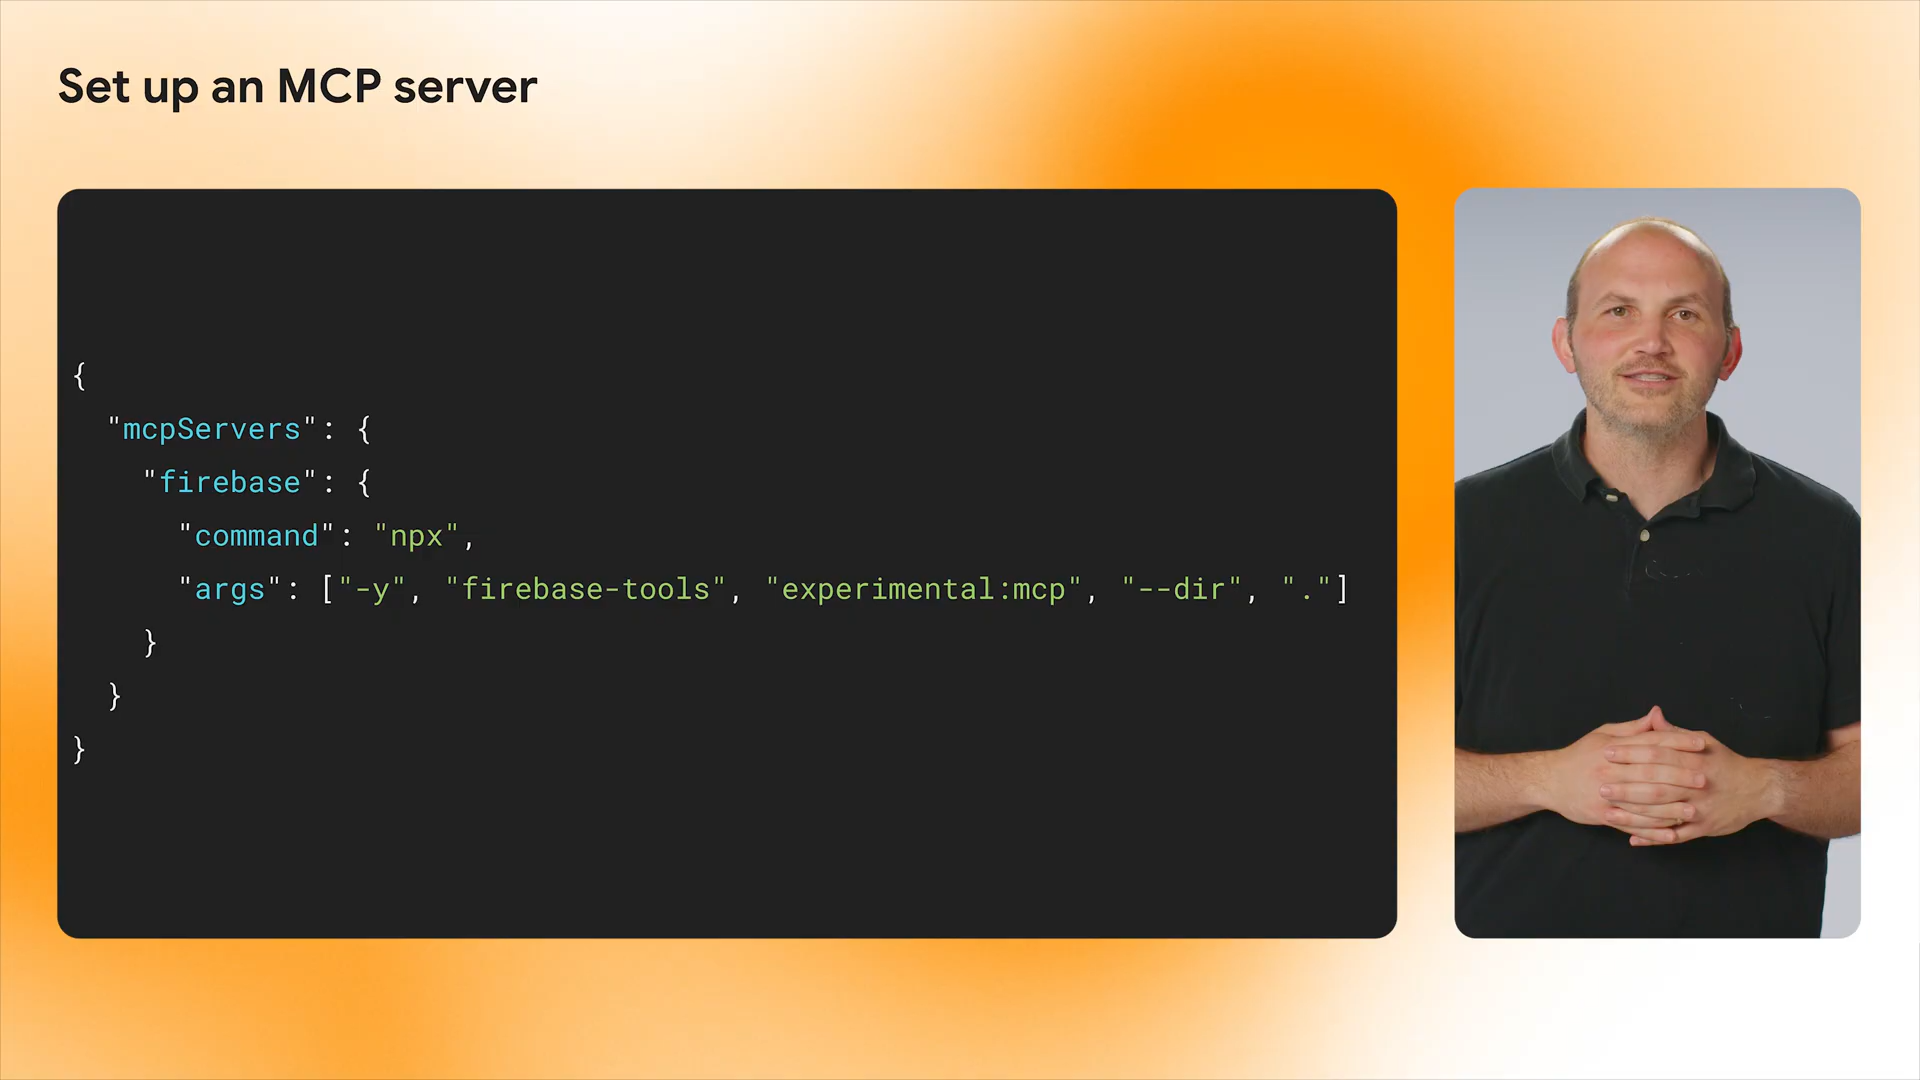 Set up an MCP server
{
"mcpServers": {
"firebase": {
"command": "npx",
"args": ["-y", "firebase-tools", "experimental:mcp", "--dir", "."]
}
}
}